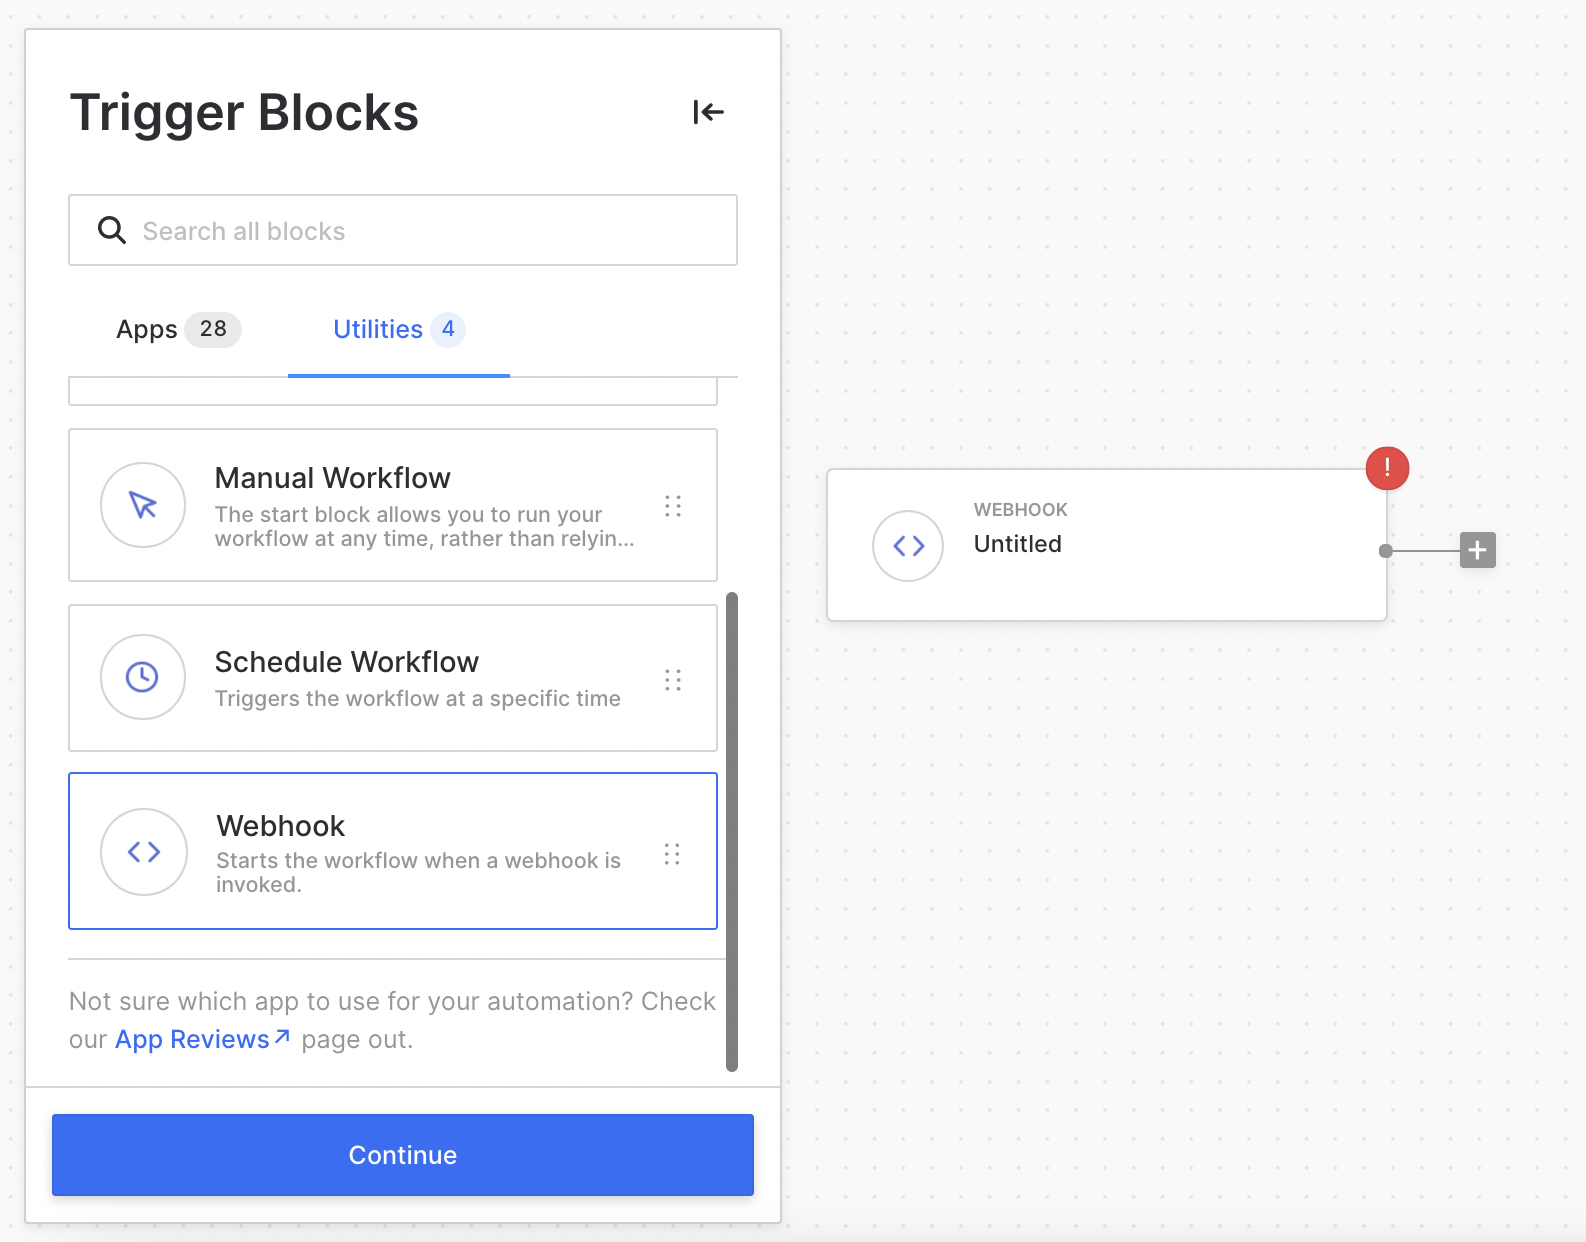 Trigger Blocks
Search all blocks
Apps 28
Utilities 4
Manual Workflow
The start block allows you to run your
workflow at any time, rather than relyin...
Schedule Workflow
Triggers the workflow at a specific time
Webhook
Starts the workflow when a webhook is
invoked.
Not sure which app to use for your automation? Check
our App Reviews↗ page out.
Continue
!
WEBHOOK
Untitled